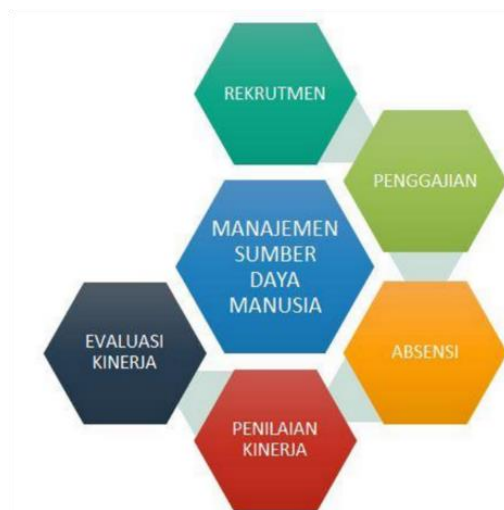 REKRUTMEN
PENGGAJIAN
MANAJEMEN
SUMBER
DAYA
MANUSIA
ABSENSI
PENILAIAN
KINERJA
EVALUASI
KINERJA